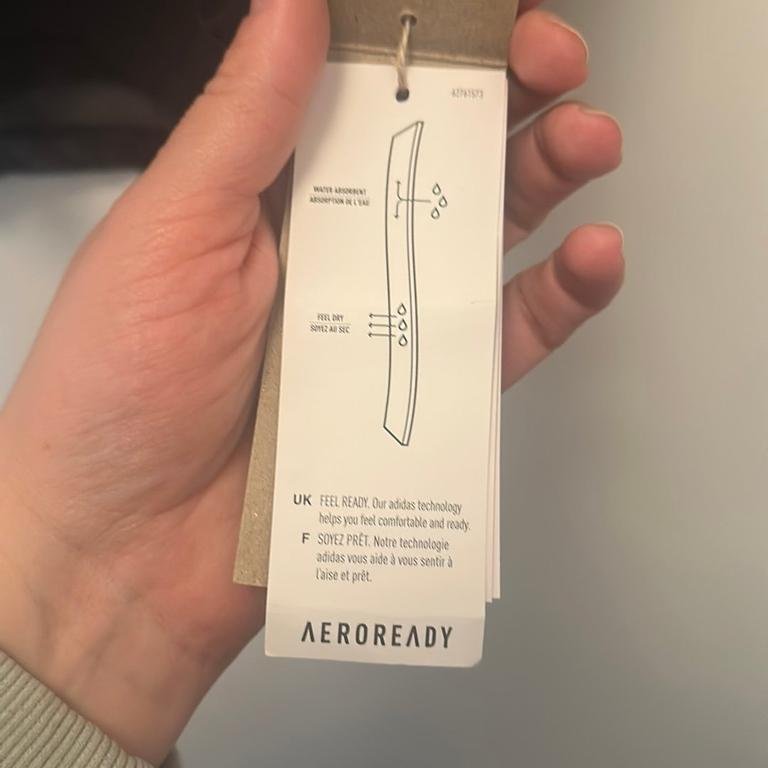 62761573
WATER ABSORBENT
ABSORPTION DE L'EAU
FEEL DRY
SOYEZ AU SEC
UK FEEL READY. Our adidas technology
helps you feel comfortable and ready.
F SOYEZ PRÊT. Notre technologie
adidas vous aide à vous sentir à
l'aise et prêt.
AEROREADY